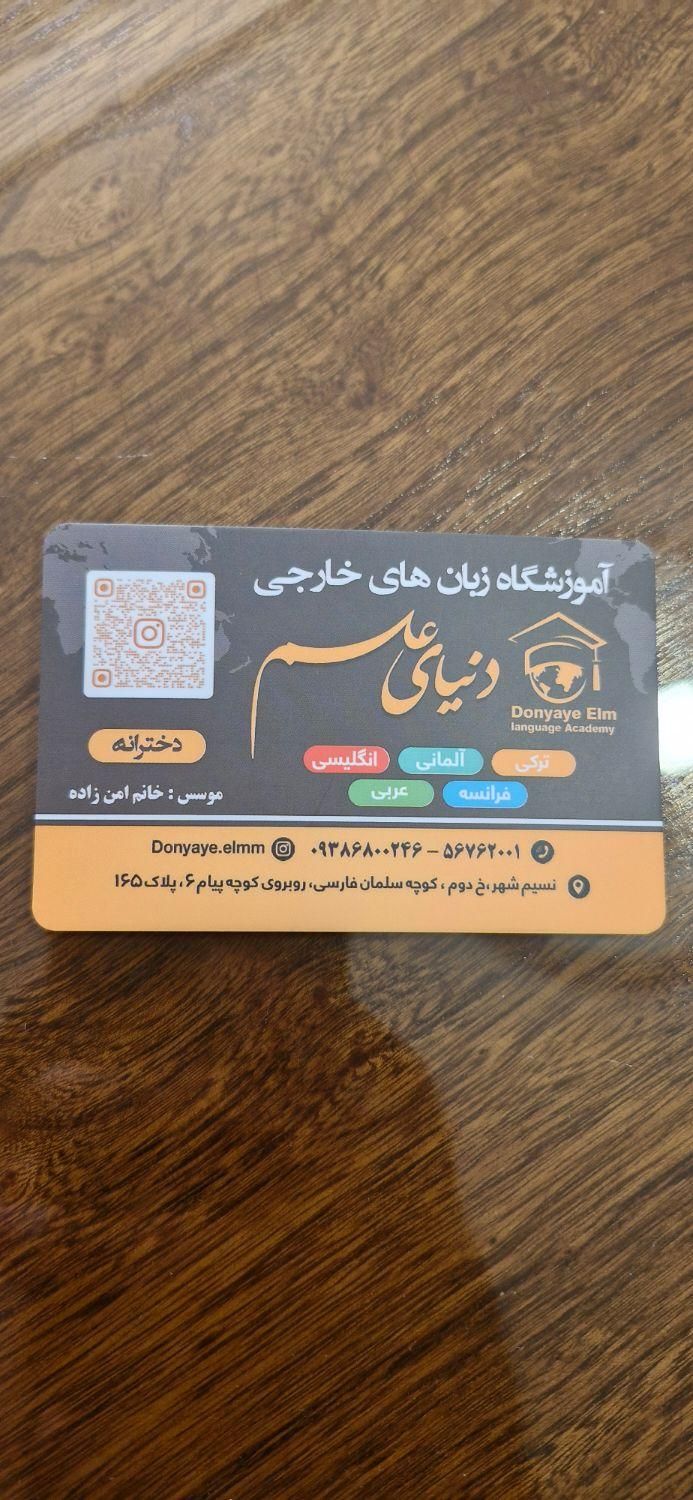 آموزشگاه زبان های خارجی
دنیای علم
Donyaye Elm
language Academy
دخترانه
ترکی
آلمانی
انگلیسی
فرانسه
عربی
موسس : خانم امن زاده
۰۹۳۸۶۸۰۰۲۴۶ – ۵۶۷۶۲۰۰۱
Donyaye.elmm
نسیم شهر،خ دوم ، کوچه سلمان فارسی، روبروی کوچه پیام ۶ ، پلاک ۱۶۵